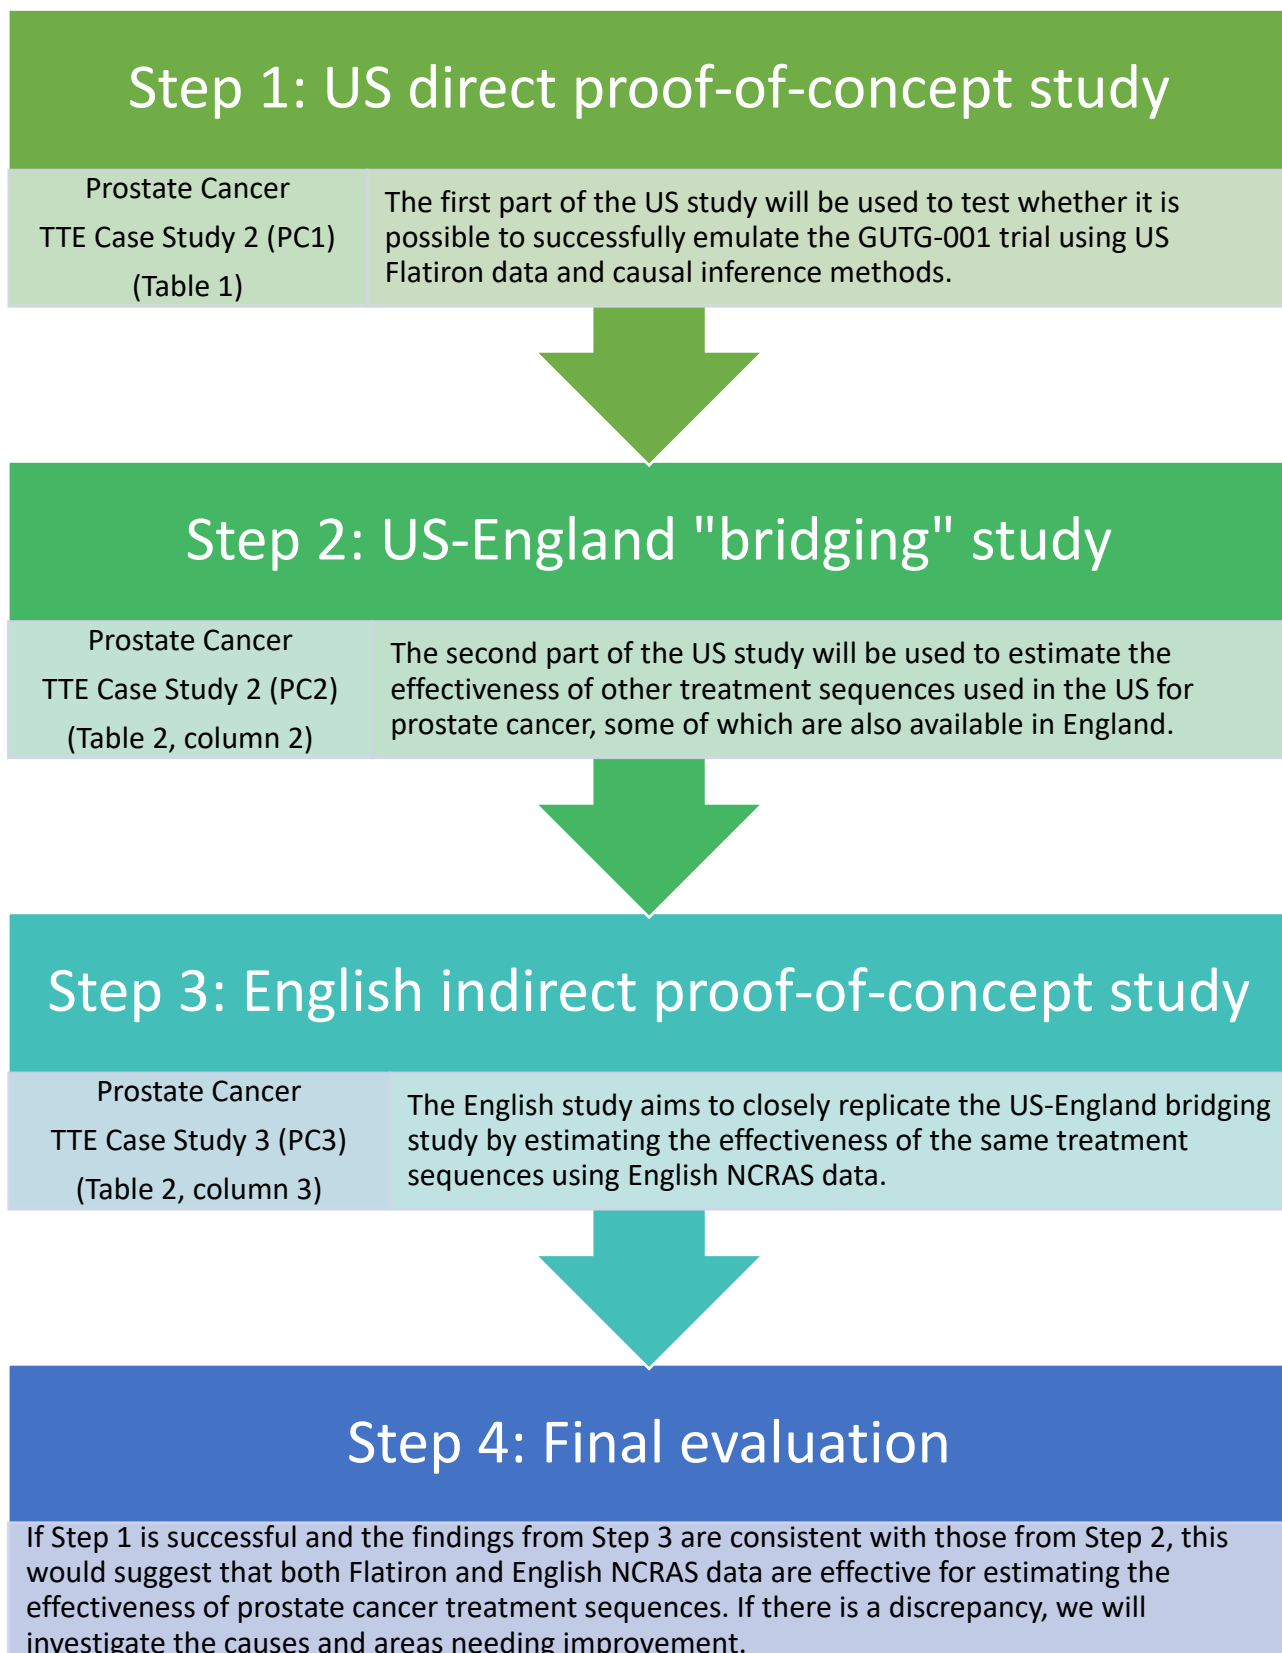 Step 1: US direct proof-of-concept study
Prostate Cancer
TTE Case Study 2 (PC1)
(Table 1)
The first part of the US study will be used to test whether it is
possible to successfully emulate the GUTG-001 trial using US
Flatiron data and causal inference methods.
Step 2: US-England "bridging" study
Prostate Cancer
TTE Case Study 2 (PC2)
(Table 2, column 2)
The second part of the US study will be used to estimate the
effectiveness of other treatment sequences used in the US for
prostate cancer, some of which are also available in England.
Step 3: English indirect proof-of-concept study
Prostate Cancer
TTE Case Study 3 (PC3)
(Table 2, column 3)
The English study aims to closely replicate the US-England bridging
study by estimating the effectiveness of the same treatment
sequences using English NCRAS data.
Step 4: Final evaluation
If Step 1 is successful and the findings from Step 3 are consistent with those from Step 2, this
would suggest that both Flatiron and English NCRAS data are effective for estimating the
effectiveness of prostate cancer treatment sequences. If there is a discrepancy, we will
investigate the causes and areas needing improvement.